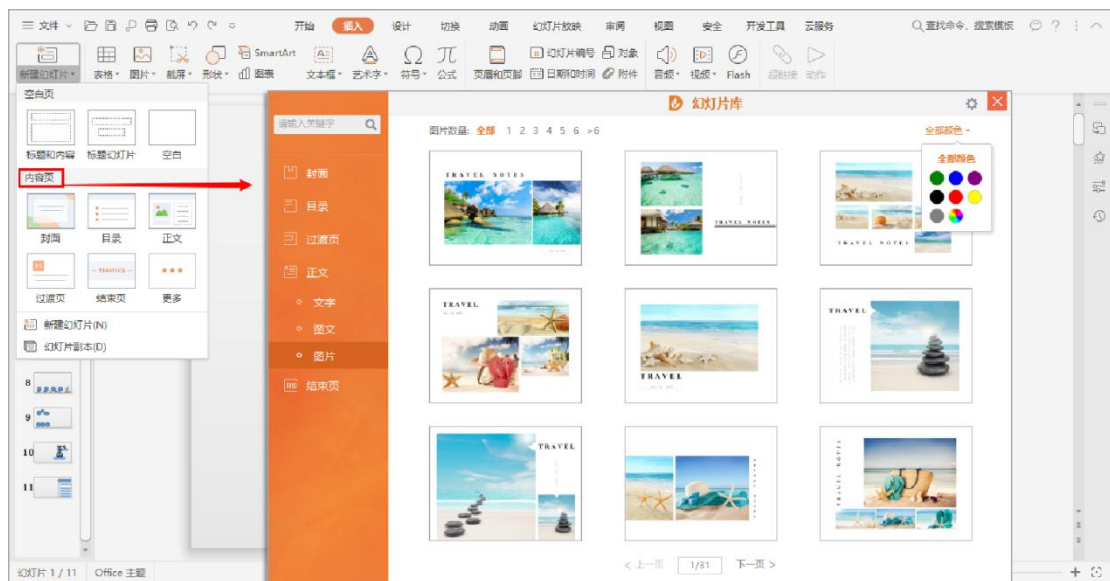 文件
开始 插入 设计 切换 动画 幻灯片放映 审阅 视图 安全 开发工具 云服务 查找命令、搜索模板
新建幻灯片 表格 图片 截屏 形状 SmartArt 图表 文本框 艺术字 符号 公式 页眉和页脚 幻灯片编号 日期和时间 对象 附件 音频 视频 Flash 超链接 动作
空白页
标题和内容 标题幻灯片 空白
内容页
封面 目录 正文
- THANKS -
过渡页 结束页 更多
新建幻灯片(N)
幻灯片副本(D)
8
9
10
11
幻灯片库
请输入关键字
封面
目录
过渡页
正文
文字
图文
图片
结束页
图片数量: 全部 1 2 3 4 5 6 >6
全部颜色
全部颜色
TRAVEL NOTES
TRAVEL NOTES
TRAVEL NOTES
TRAVEL
TRAVEL
TRAVEL
TRAVEL
TRAVEL NOTES
< 上一页 1/31 下一页 >
幻灯片 1 / 11 Office 主题